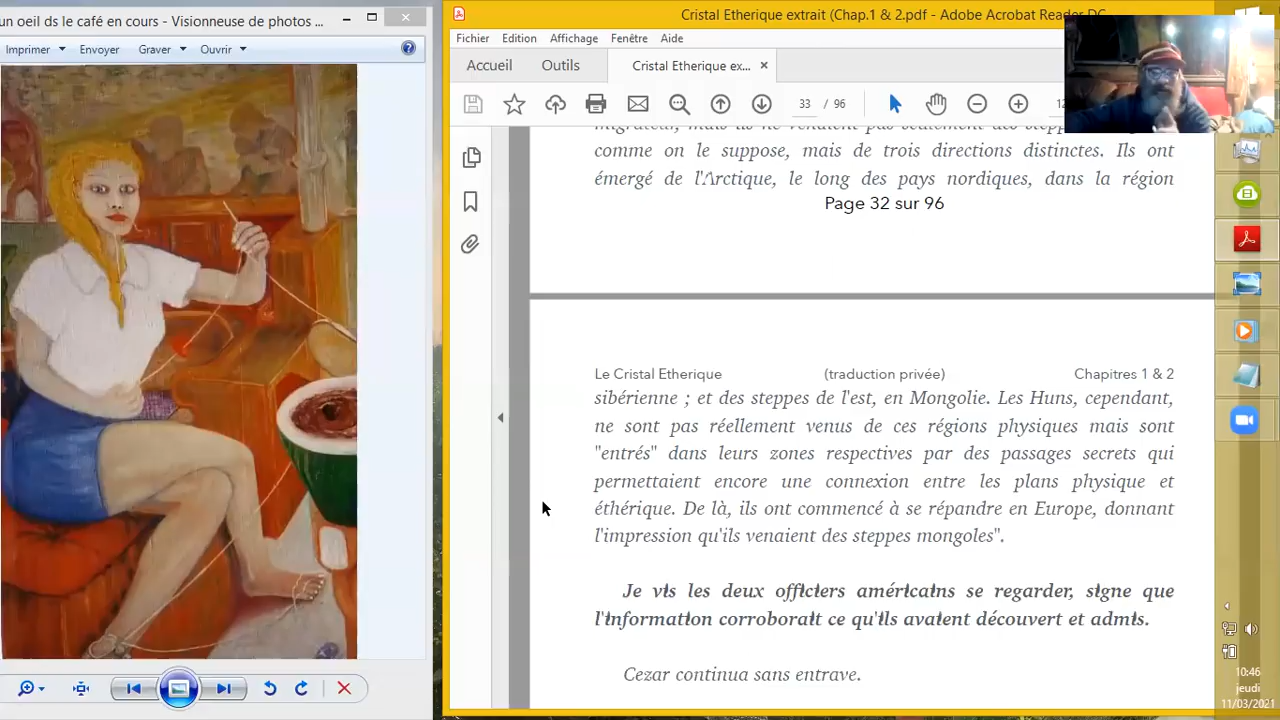 un oeil ds le café en cours - Visionneuse de photos ...
Imprimer Envoyer Graver Ouvrir
Cristal Etherique extrait (Chap.1 & 2.pdf - Adobe Acrobat Reader DC
Fichier Edition Affichage Fenêtre Aide
Accueil Outils Cristal Etherique ex...
33 / 96
comme on le suppose, mais de trois directions distinctes. Ils ont
émergé de l'Arctique, le long des pays nordiques, dans la région
Page 32 sur 96
Le Cristal Etherique (traduction privée) Chapitres 1 & 2
sibérienne ; et des steppes de l'est, en Mongolie. Les Huns, cependant,
ne sont pas réellement venus de ces régions physiques mais sont
"entrés" dans leurs zones respectives par des passages secrets qui
permettaient encore une connexion entre les plans physique et
éthérique. De là, ils ont commencé à se répandre en Europe, donnant
l'impression qu'ils venaient des steppes mongoles".
Je vis les deux officiers américains se regarder, signe que
l'information corroborait ce qu'ils avaient découvert et admis.
Cezar continua sans entrave.
10:46
jeudi
11/03/2021